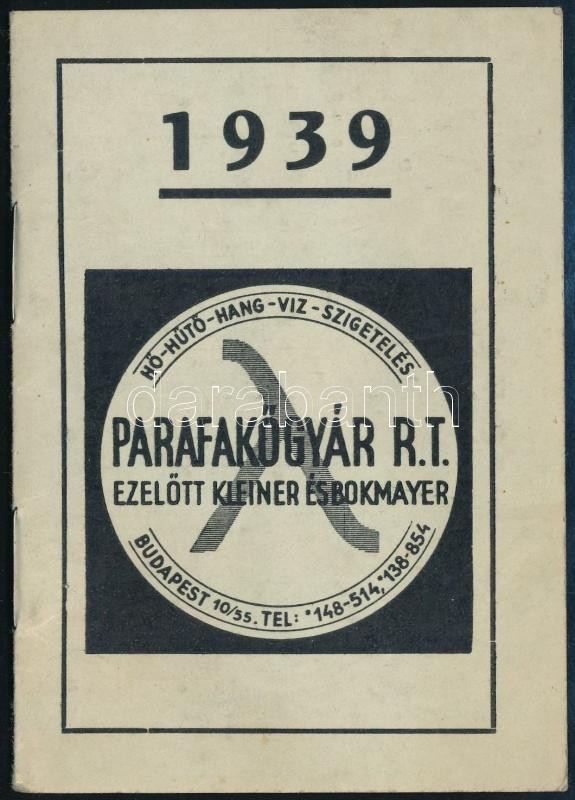 1939
HŐ-HŰTŐ-HANG-VIZ-SZIGETELÉS
PARAFAKŐGYÁR R.T.
EZELŐTT KLEINER ÉS BOKMAYER
BUDAPEST 10/55. TEL: *148-514, *138-854
darabanth